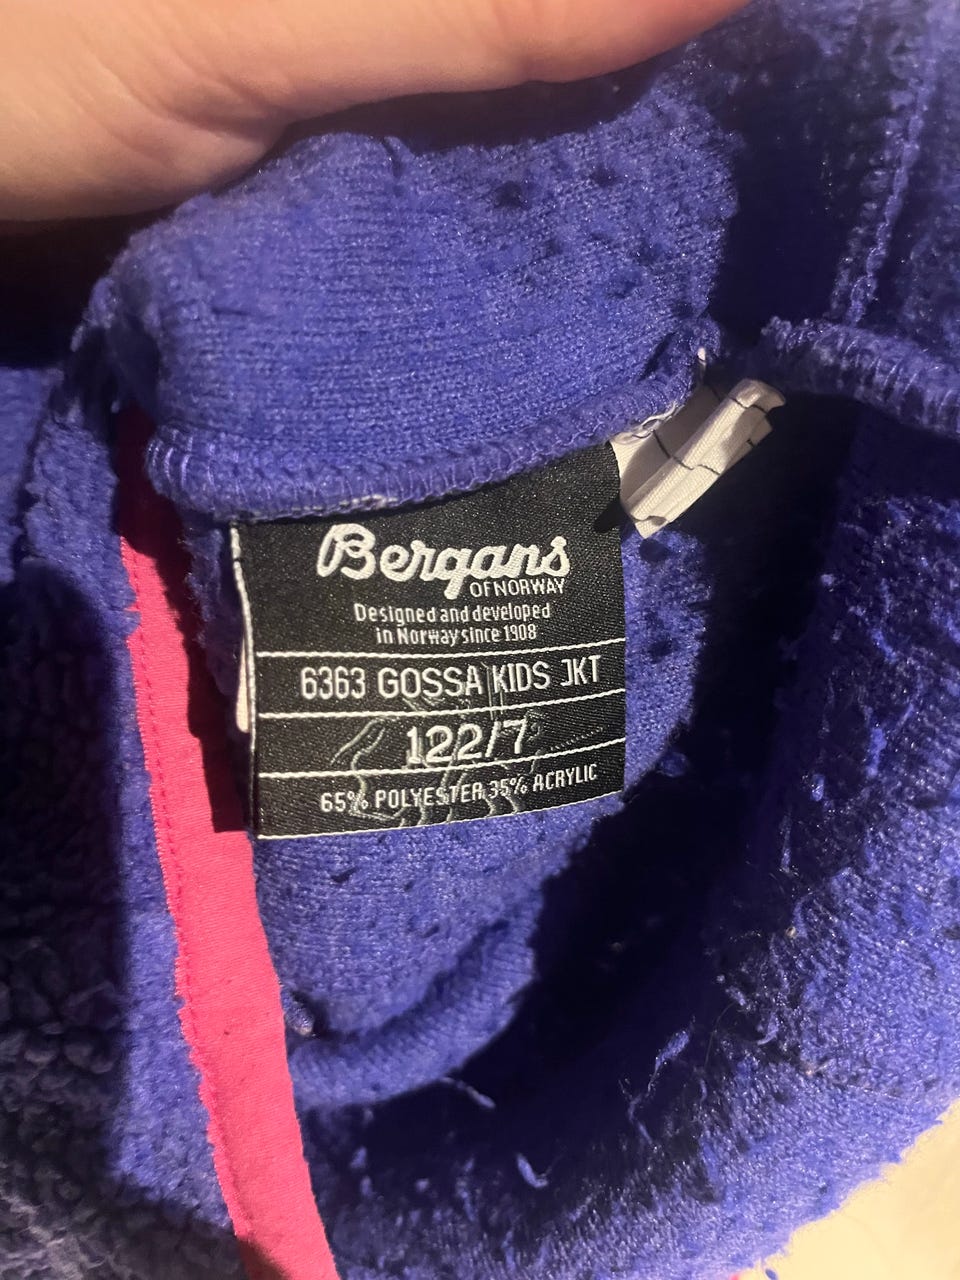 Bergans
OF NORWAY
Designed and developed
in Norway since 1908
6363 GOSSA KIDS JKT
122/7
65% POLYESTER 35% ACRYLIC